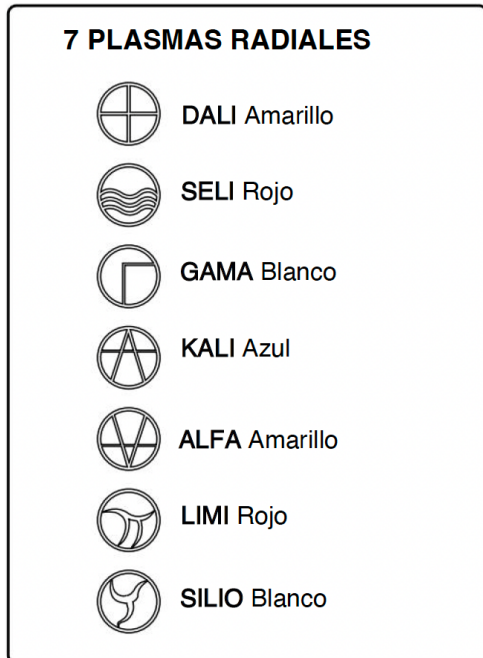 7 PLASMAS RADIALES
DALI Amarillo
SELI Rojo
GAMA Blanco
KALI Azul
ALFA Amarillo
LIMI Rojo
SILIO Blanco